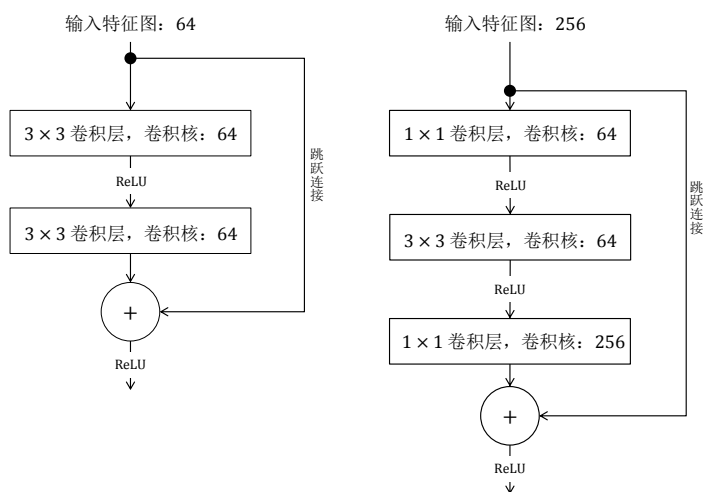 输入特征图：64
3 × 3 卷积层，卷积核：64
ReLU
3 × 3 卷积层，卷积核：64
+
ReLU
跳跃连接
输入特征图：256
1 × 1 卷积层，卷积核：64
ReLU
3 × 3 卷积层，卷积核：64
ReLU
1 × 1 卷积层，卷积核：256
+
ReLU
跳跃连接